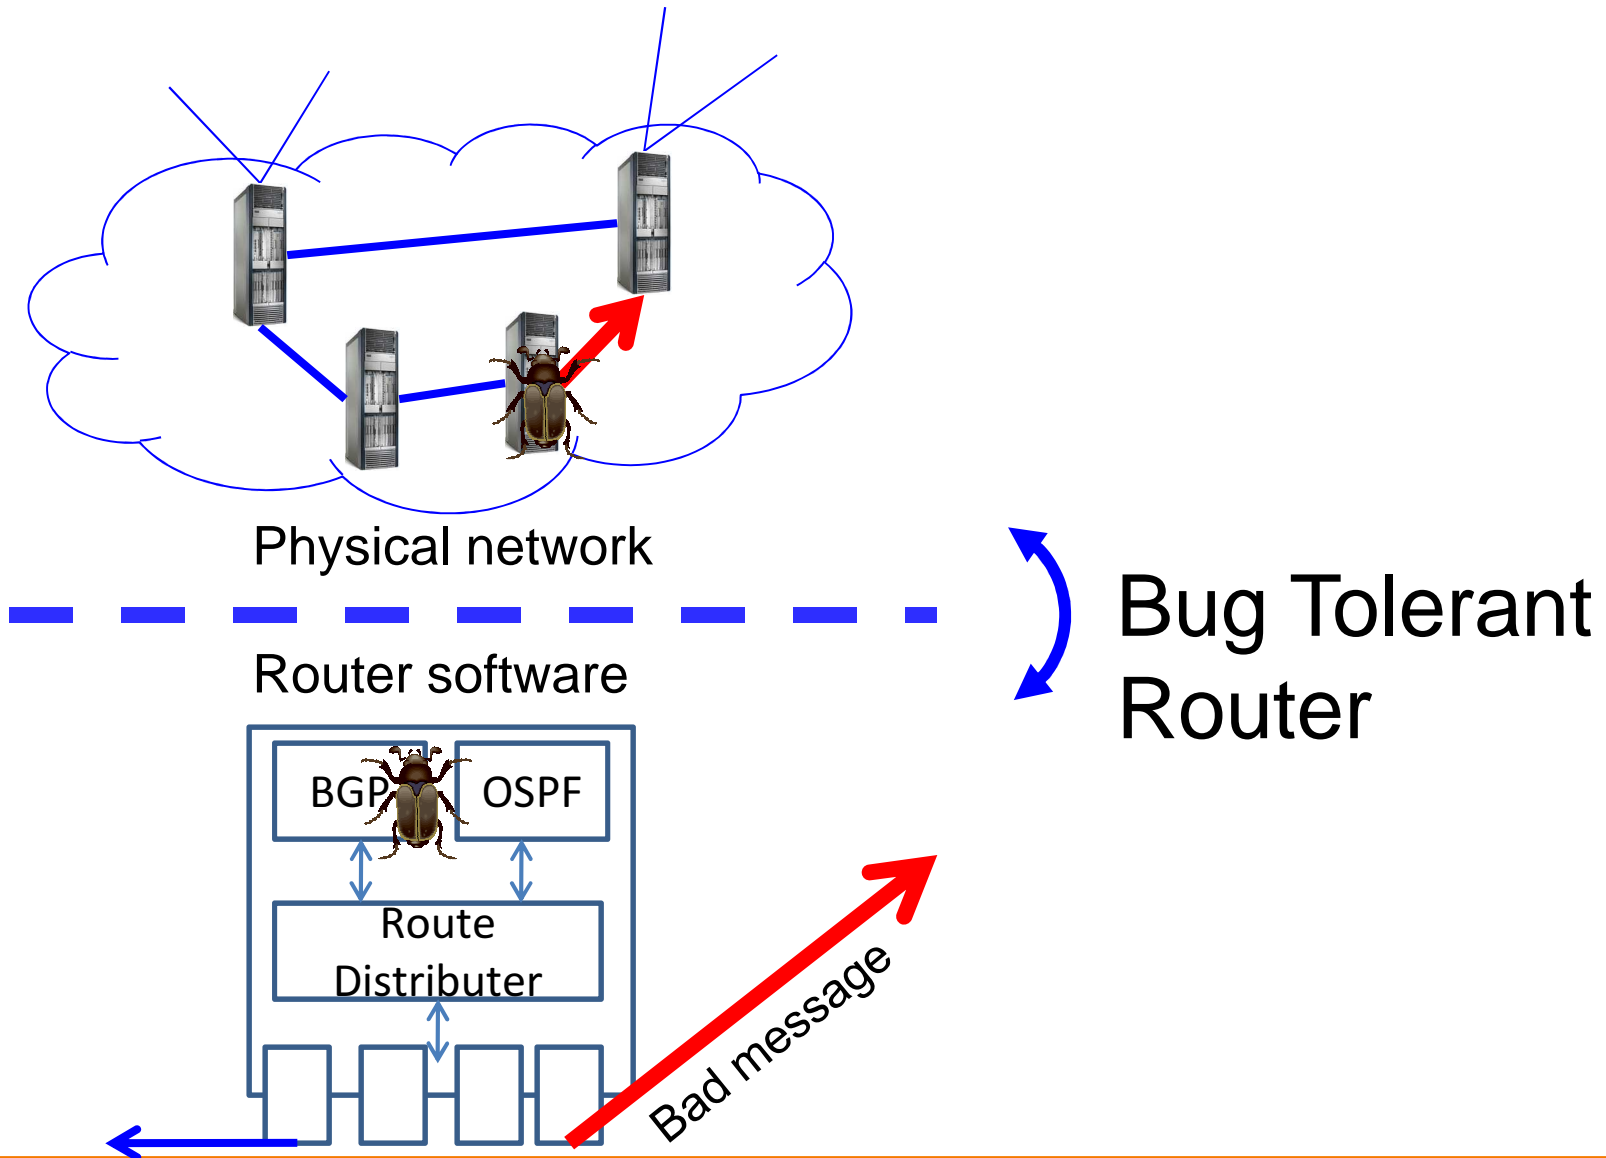 Physical network
Bug Tolerant
Router
Router software
BGP
OSPF
Route
Distributer
Bad message